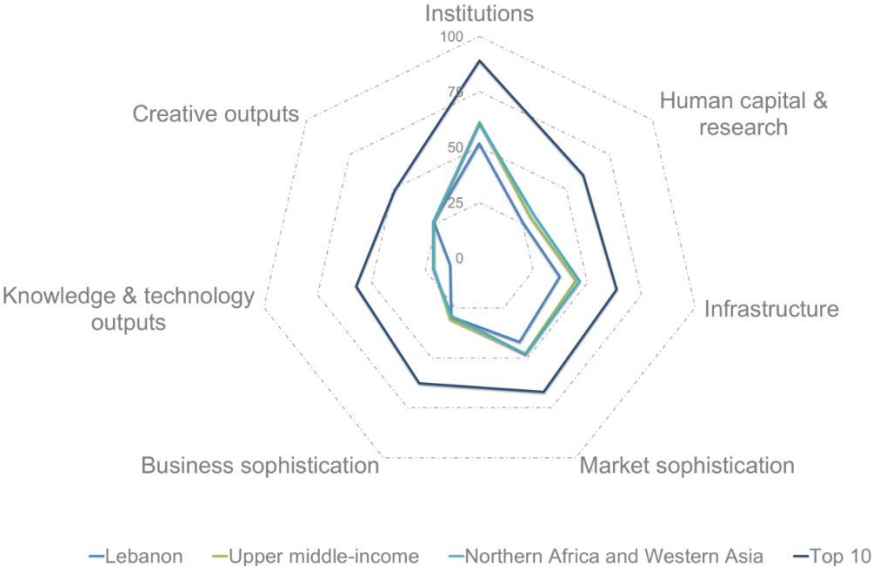 Institutions
100
75
50
25
0
Human capital &
research
Infrastructure
Market sophistication
Business sophistication
Knowledge & technology
outputs
Creative outputs
Lebanon
Upper middle-income
Northern Africa and Western Asia
Top 10